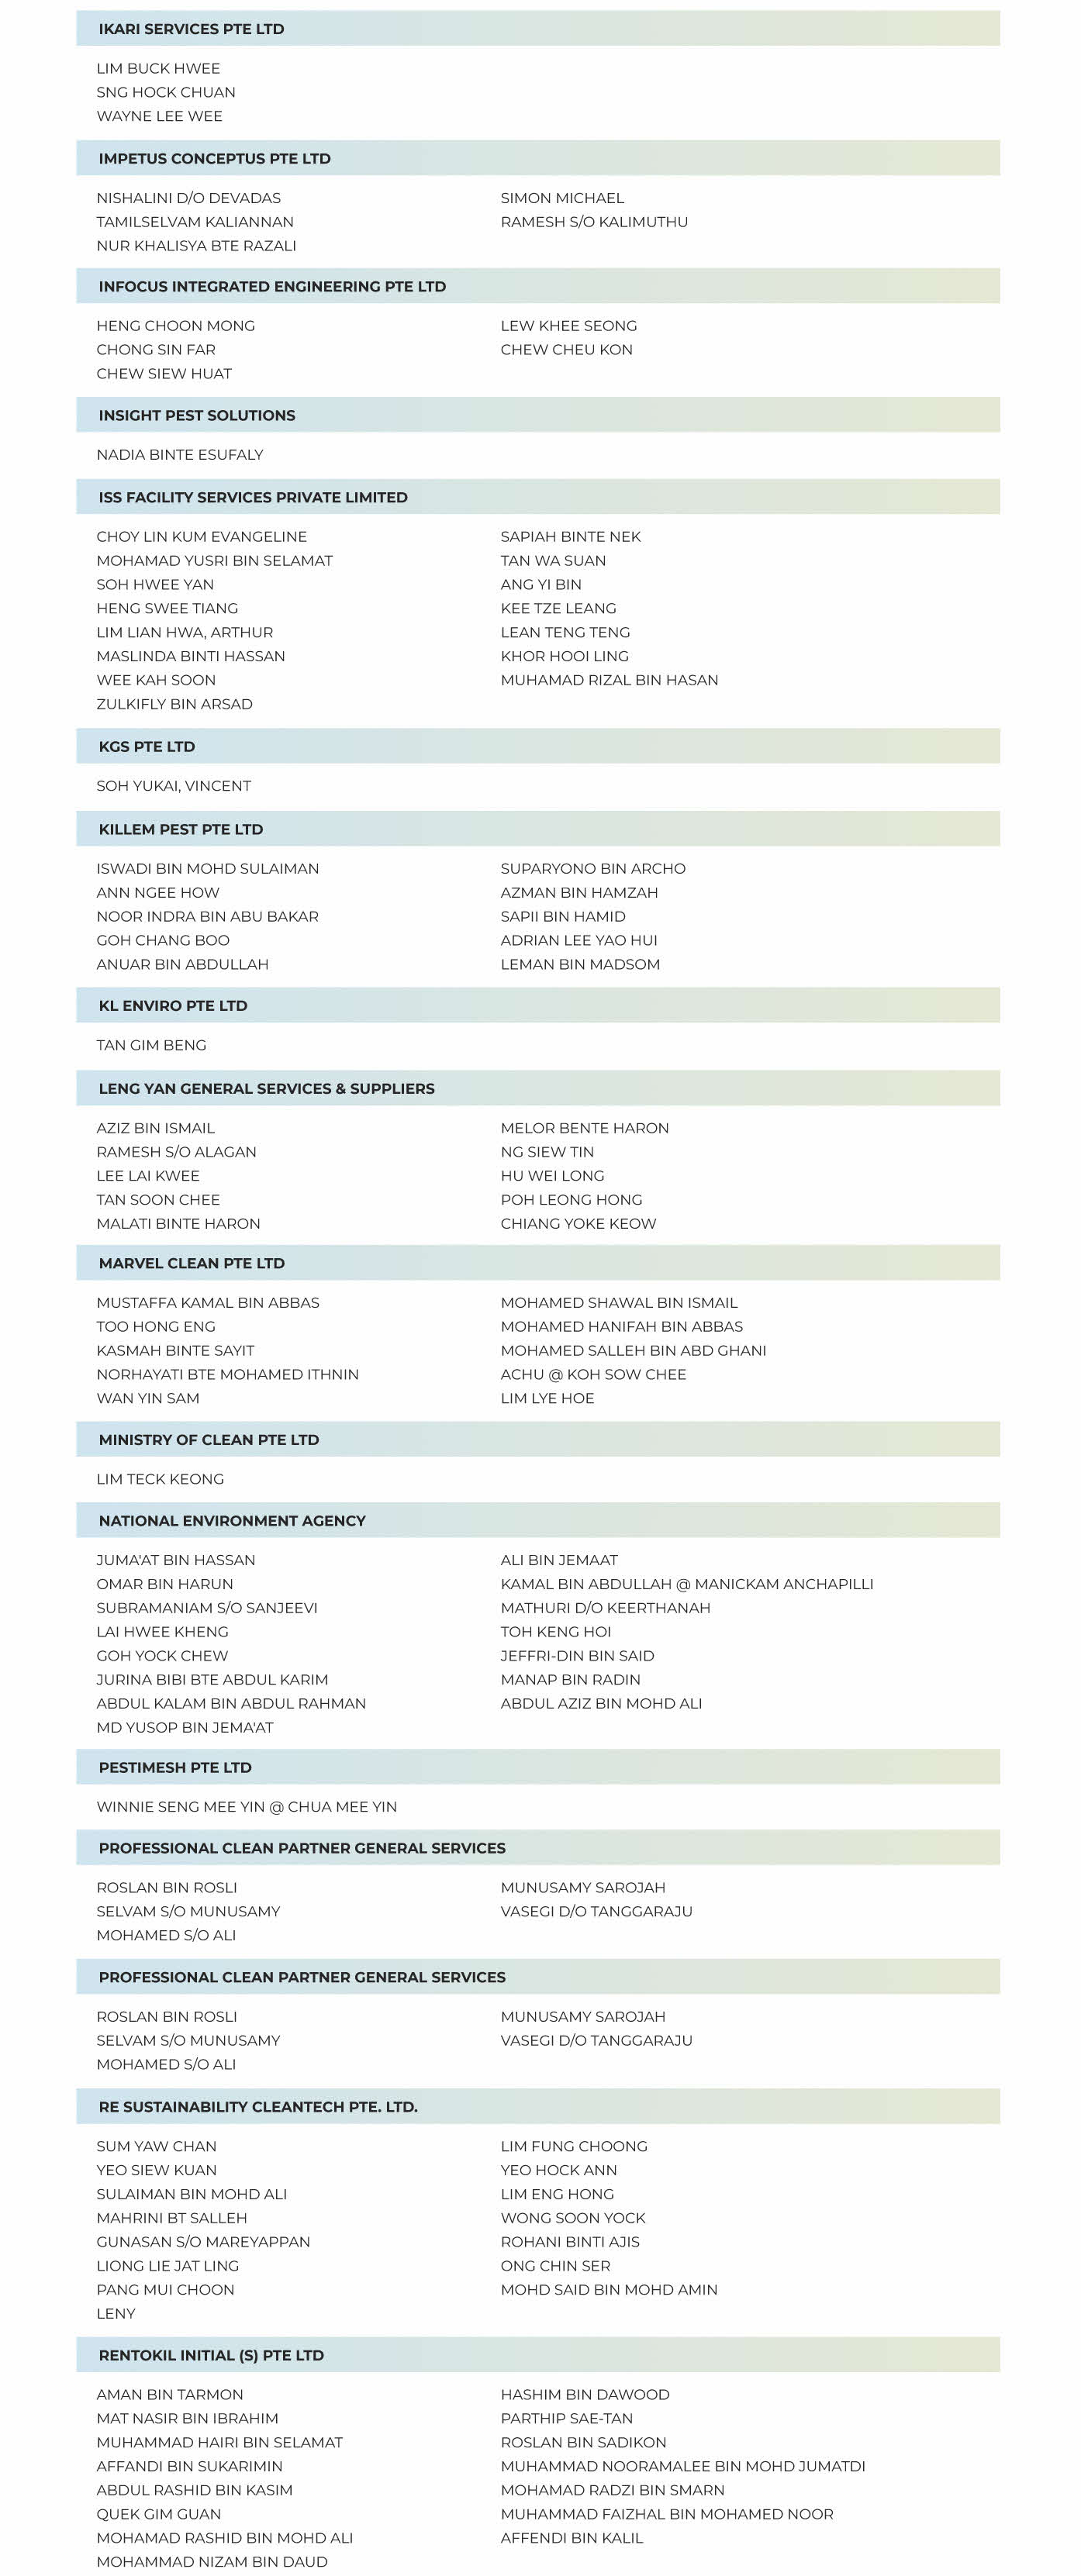 IKARI SERVICES PTE LTD
LIM BUCK HWEE
SNG HOCK CHUAN
WAYNE LEE WEE
IMPETUS CONCEPTUS PTE LTD
NISHALINI D/O DEVADAS
TAMILSELVAM KALIANNAN
NUR KHALISYA BTE RAZALI
SIMON MICHAEL
RAMESH S/O KALIMUTHU
INFOCUS INTEGRATED ENGINEERING PTE LTD
HENG CHOON MONG
CHONG SIN FAR
CHEW SIEW HUAT
LEW KHEE SEONG
CHEW CHEU KON
INSIGHT PEST SOLUTIONS
NADIA BINTE ESUFALY
ISS FACILITY SERVICES PRIVATE LIMITED
CHOY LIN KUM EVANGELINE
MOHAMAD YUSRI BIN SELAMAT
SOH HWEE YAN
HENG SWEE TIANG
LIM LIAN HWA, ARTHUR
MASLINDA BINTI HASSAN
WEE KAH SOON
ZULKIFLY BIN ARSAD
SAPIAH BINTE NEK
TAN WA SUAN
ANG YI BIN
KEE TZE LEANG
LEAN TENG TENG
KHOR HOOI LING
MUHAMAD RIZAL BIN HASAN
KGS PTE LTD
SOH YUKAI, VINCENT
KILLEM PEST PTE LTD
ISWADI BIN MOHD SULAIMAN
ANN NGEE HOW
NOOR INDRA BIN ABU BAKAR
GOH CHANG BOO
ANUAR BIN ABDULLAH
SUPARYONO BIN ARCHO
AZMAN BIN HAMZAH
SAPII BIN HAMID
ADRIAN LEE YAO HUI
LEMAN BIN MADSOM
KL ENVIRO PTE LTD
TAN GIM BENG
LENG YAN GENERAL SERVICES & SUPPLIERS
AZIZ BIN ISMAIL
RAMESH S/O ALAGAN
LEE LAI KWEE
TAN SOON CHEE
MALATI BINTE HARON
MELOR BENTE HARON
NG SIEW TIN
HU WEI LONG
POH LEONG HONG
CHIANG YOKE KEOW
MARVEL CLEAN PTE LTD
MUSTAFFA KAMAL BIN ABBAS
TOO HONG ENG
KASMAH BINTE SAYIT
NORHAYATI BTE MOHAMED ITHNIN
WAN YIN SAM
MOHAMED SHAWAL BIN ISMAIL
MOHAMED HANIFAH BIN ABBAS
MOHAMED SALLEH BIN ABD GHANI
ACHU @ KOH SOW CHEE
LIM LYE HOE
MINISTRY OF CLEAN PTE LTD
LIM TECK KEONG
NATIONAL ENVIRONMENT AGENCY
JUMA'AT BIN HASSAN
OMAR BIN HARUN
SUBRAMANIAM S/O SANJEEVI
LAI HWEE KHENG
GOH YOCK CHEW
JURINA BIBI BTE ABDUL KARIM
ABDUL KALAM BIN ABDUL RAHMAN
MD YUSOP BIN JEMA'AT
ALI BIN JEMAAT
KAMAL BIN ABDULLAH @ MANICKAM ANCHAPILLI
MATHURI D/O KEERTHANAH
TOH KENG HOI
JEFFRI-DIN BIN SAID
MANAP BIN RADIN
ABDUL AZIZ BIN MOHD ALI
PESTIMESH PTE LTD
WINNIE SENG MEE YIN @ CHUA MEE YIN
PROFESSIONAL CLEAN PARTNER GENERAL SERVICES
ROSLAN BIN ROSLI
SELVAM S/O MUNUSAMY
MOHAMED S/O ALI
MUNUSAMY SAROJAH
VASEGI D/O TANGGARAJU
PROFESSIONAL CLEAN PARTNER GENERAL SERVICES
ROSLAN BIN ROSLI
SELVAM S/O MUNUSAMY
MOHAMED S/O ALI
MUNUSAMY SAROJAH
VASEGI D/O TANGGARAJU
RE SUSTAINABILITY CLEANTECH PTE. LTD.
SUM YAW CHAN
YEO SIEW KUAN
SULAIMAN BIN MOHD ALI
MAHRINI BT SALLEH
GUNASAN S/O MAREYAPPAN
LIONG LIE JAT LING
PANG MUI CHOON
LENY
LIM FUNG CHOONG
YEO HOCK ANN
LIM ENG HONG
WONG SOON YOCK
ROHANI BINTI AJIS
ONG CHIN SER
MOHD SAID BIN MOHD AMIN
RENTOKIL INITIAL (S) PTE LTD
AMAN BIN TARMON
MAT NASIR BIN IBRAHIM
MUHAMMAD HAIRI BIN SELAMAT
AFFANDI BIN SUKARIMIN
ABDUL RASHID BIN KASIM
QUEK GIM GUAN
MOHAMAD RASHID BIN MOHD ALI
MOHAMMAD NIZAM BIN DAUD
HASHIM BIN DAWOOD
PARTHIP SAE-TAN
ROSLAN BIN SADIKON
MUHAMMAD NOORAMALEE BIN MOHD JUMATDI
MOHAMAD RADZI BIN SMARN
MUHAMMAD FAIZHAL BIN MOHAMED NOOR
AFFENDI BIN KALIL